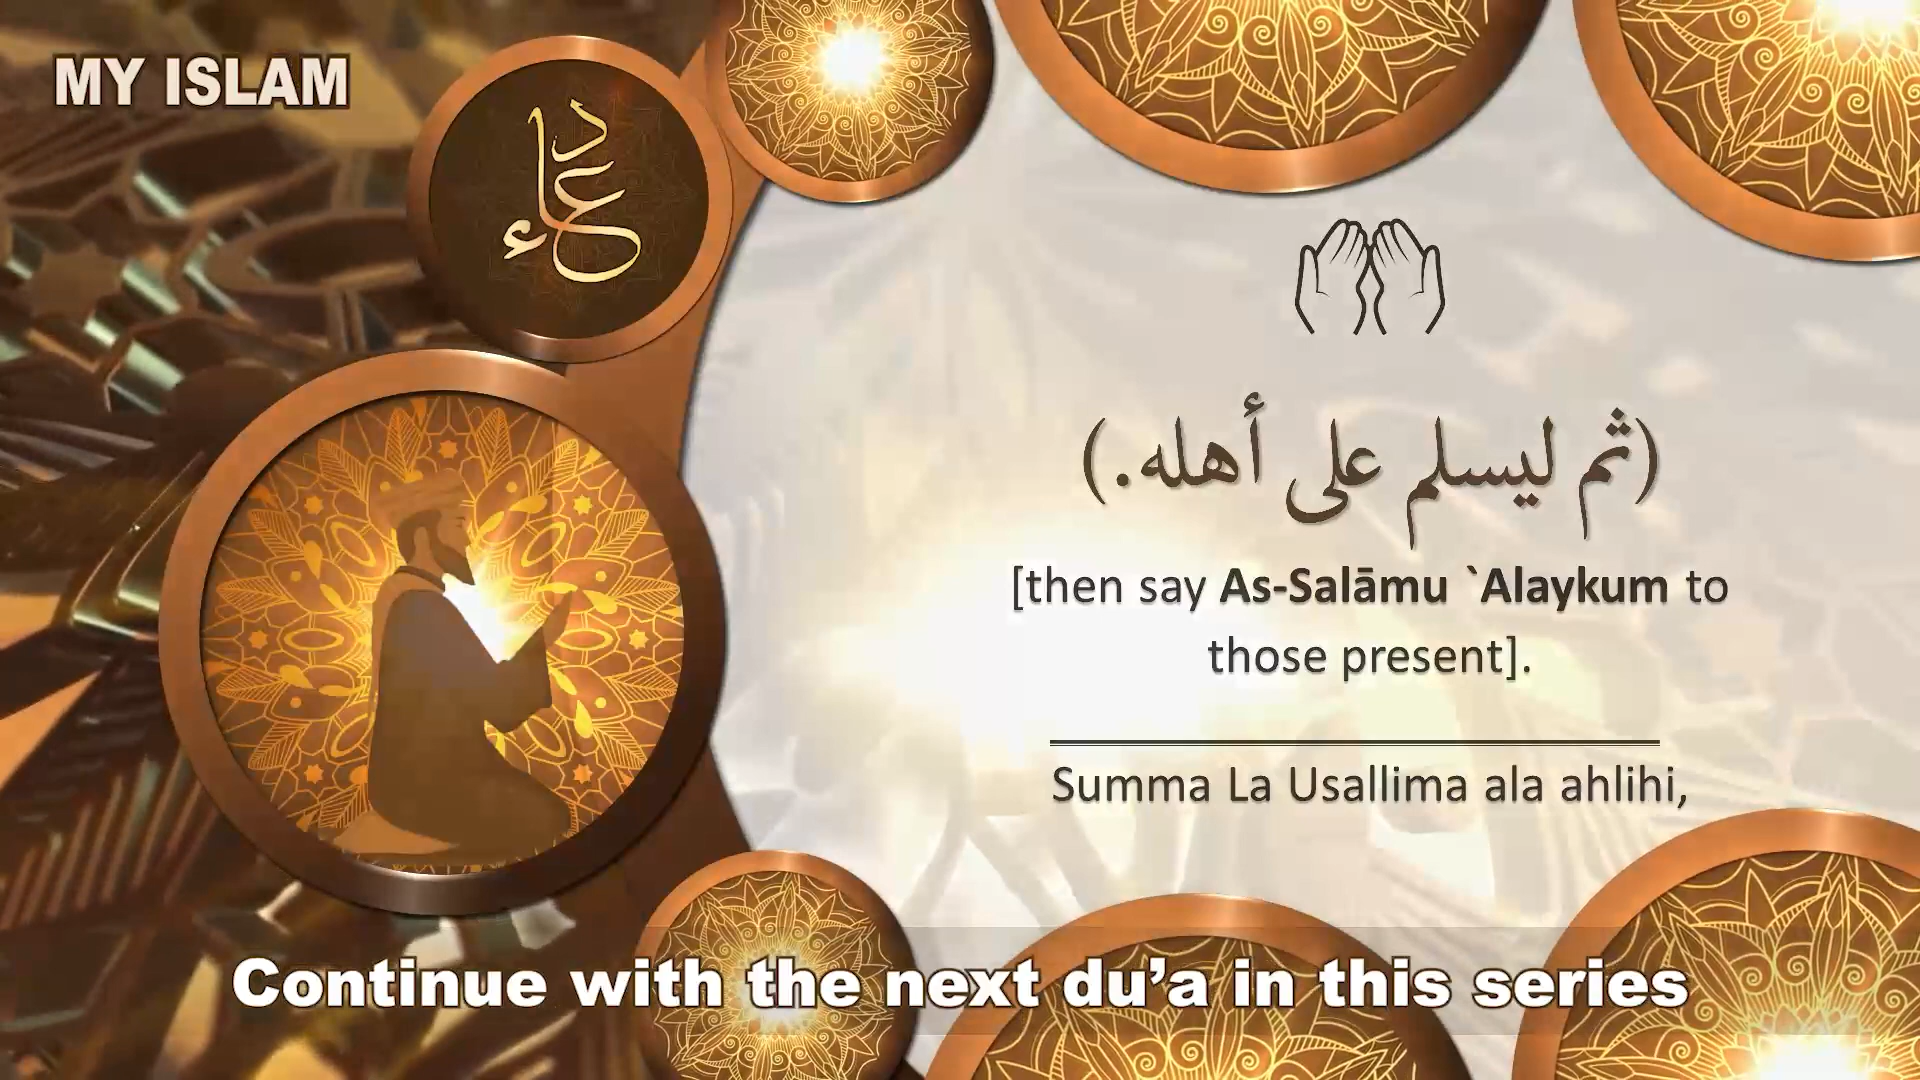 MY ISLAM
دعاء
(ثم ليسلم على أهله.)
[then say As-Salāmu `Alaykum to
those present].
Summa La Usallima ala ahlihi,
Continue with the next du’a in this series